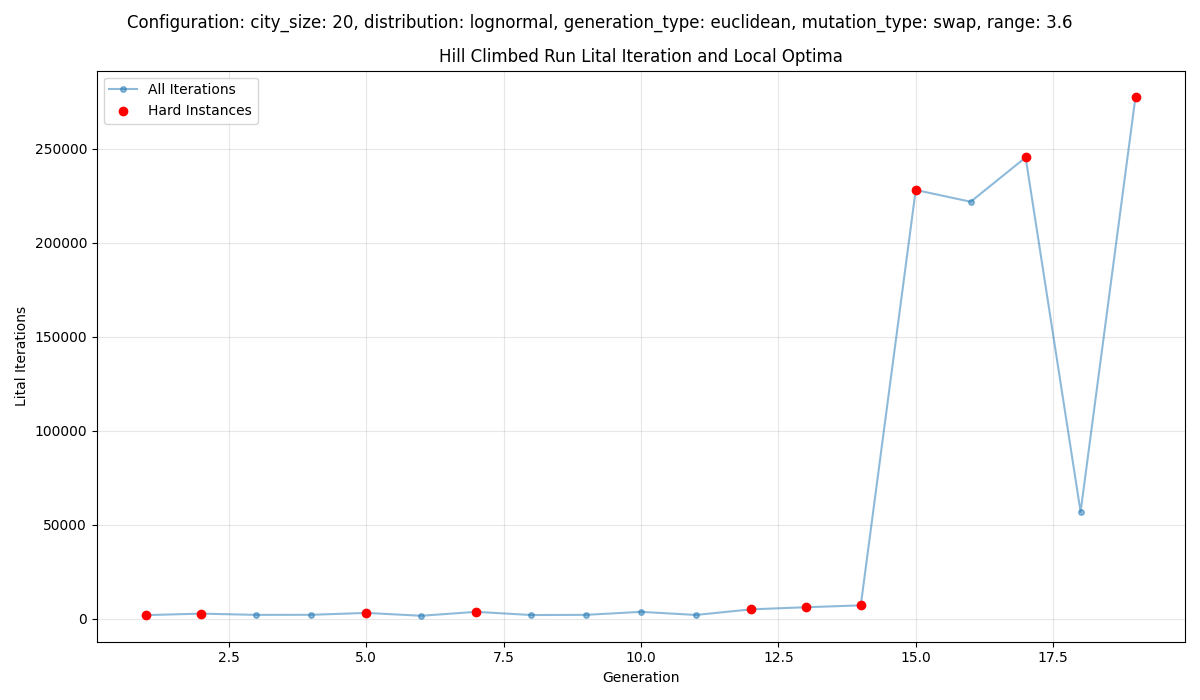 Configuration: city_size: 20, distribution: lognormal, generation_type: euclidean, mutation_type: swap, range: 3.6
Hill Climbed Run Lital Iteration and Local Optima
All Iterations
Hard Instances
250000
200000
150000
100000
50000
0
Lital Iterations
2.5 5.0 7.5 10.0 12.5 15.0 17.5
Generation